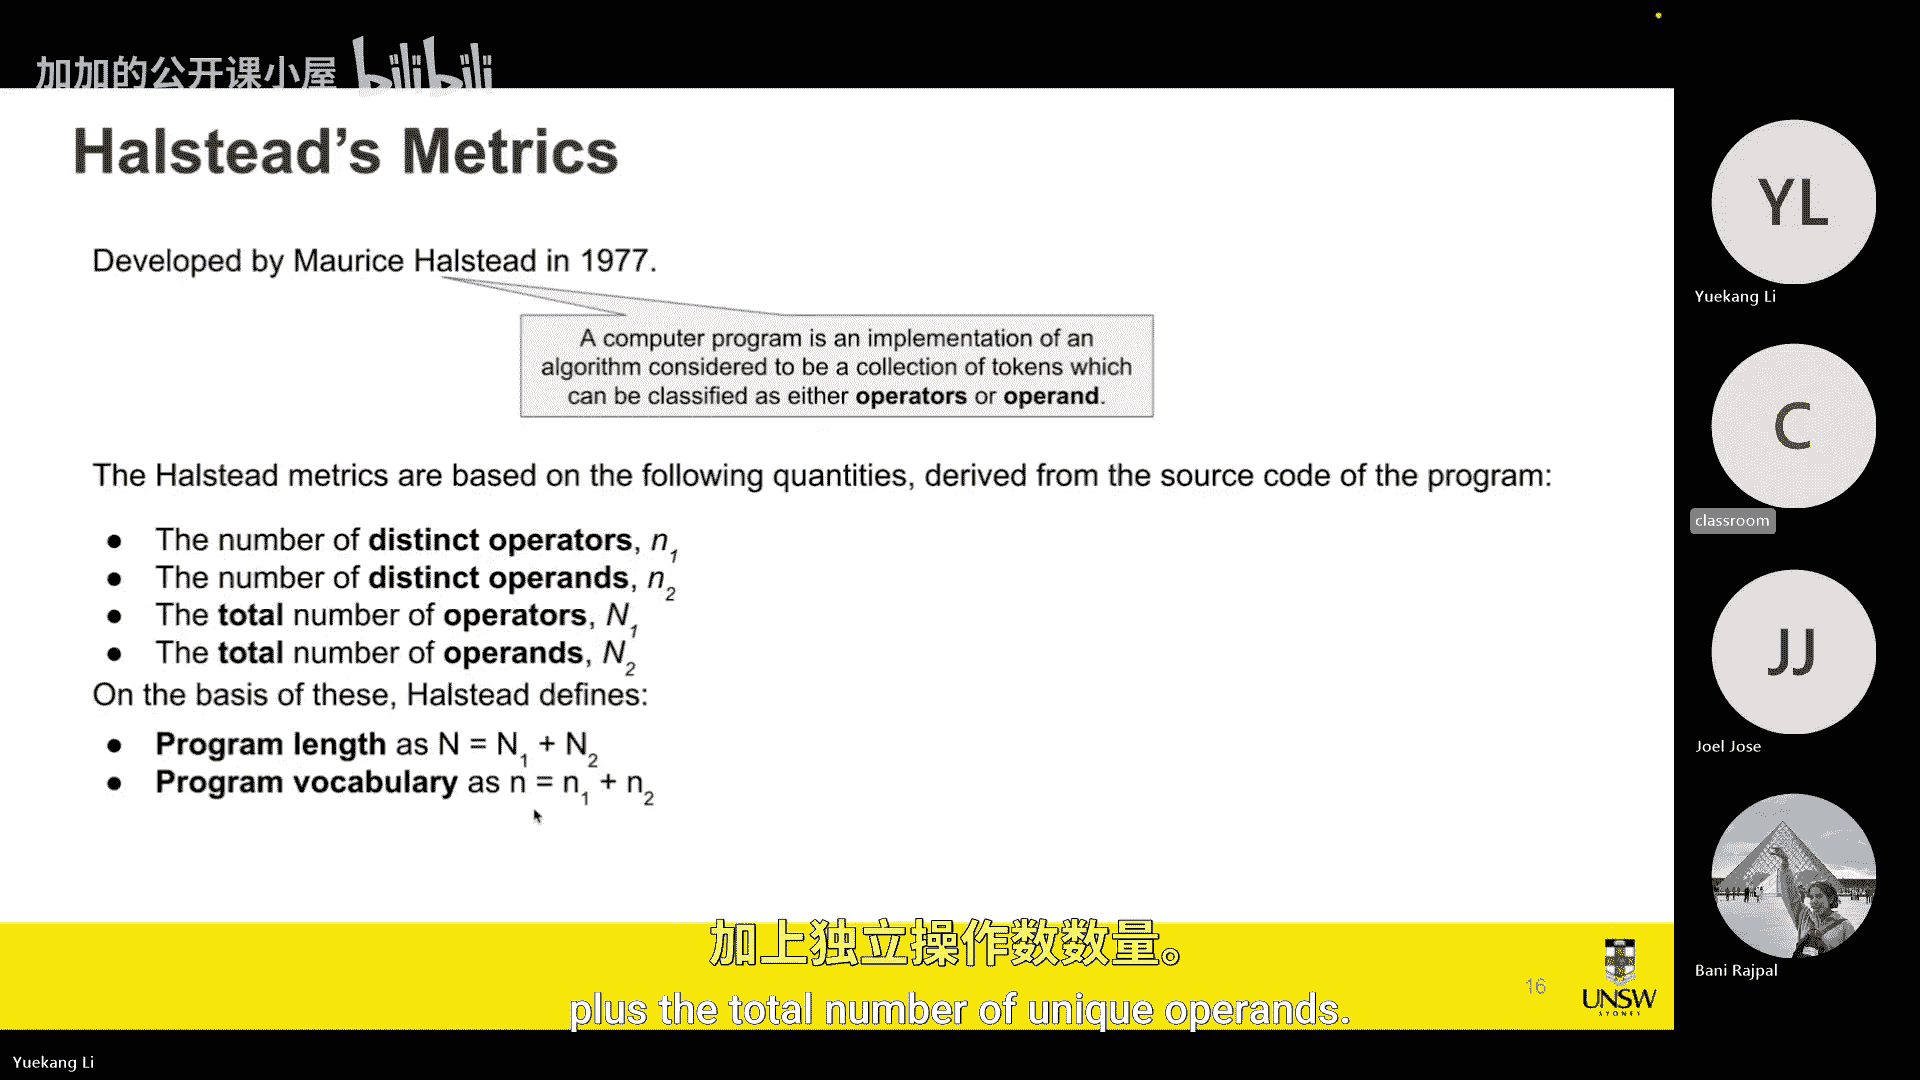 加加的公开课小屋 bilibili
Halstead's Metrics
Developed by Maurice Halstead in 1977.
A computer program is an implementation of an
algorithm considered to be a collection of tokens which
can be classified as either operators or operand.
The Halstead metrics are based on the following quantities, derived from the source code of the program:
● The number of distinct operators, n₁
● The number of distinct operands, n₂
● The total number of operators, N₁
● The total number of operands, N₂
On the basis of these, Halstead defines:
● Program length as N = N₁ + N₂
● Program vocabulary as n = n₁ + n₂
加上独立操作数数量。
plus the total number of unique operands.
16
UNSW
SYDNEY
YL
Yuekang Li
C
classroom
JJ
Joel Jose
Bani Rajpal
Yuekang Li